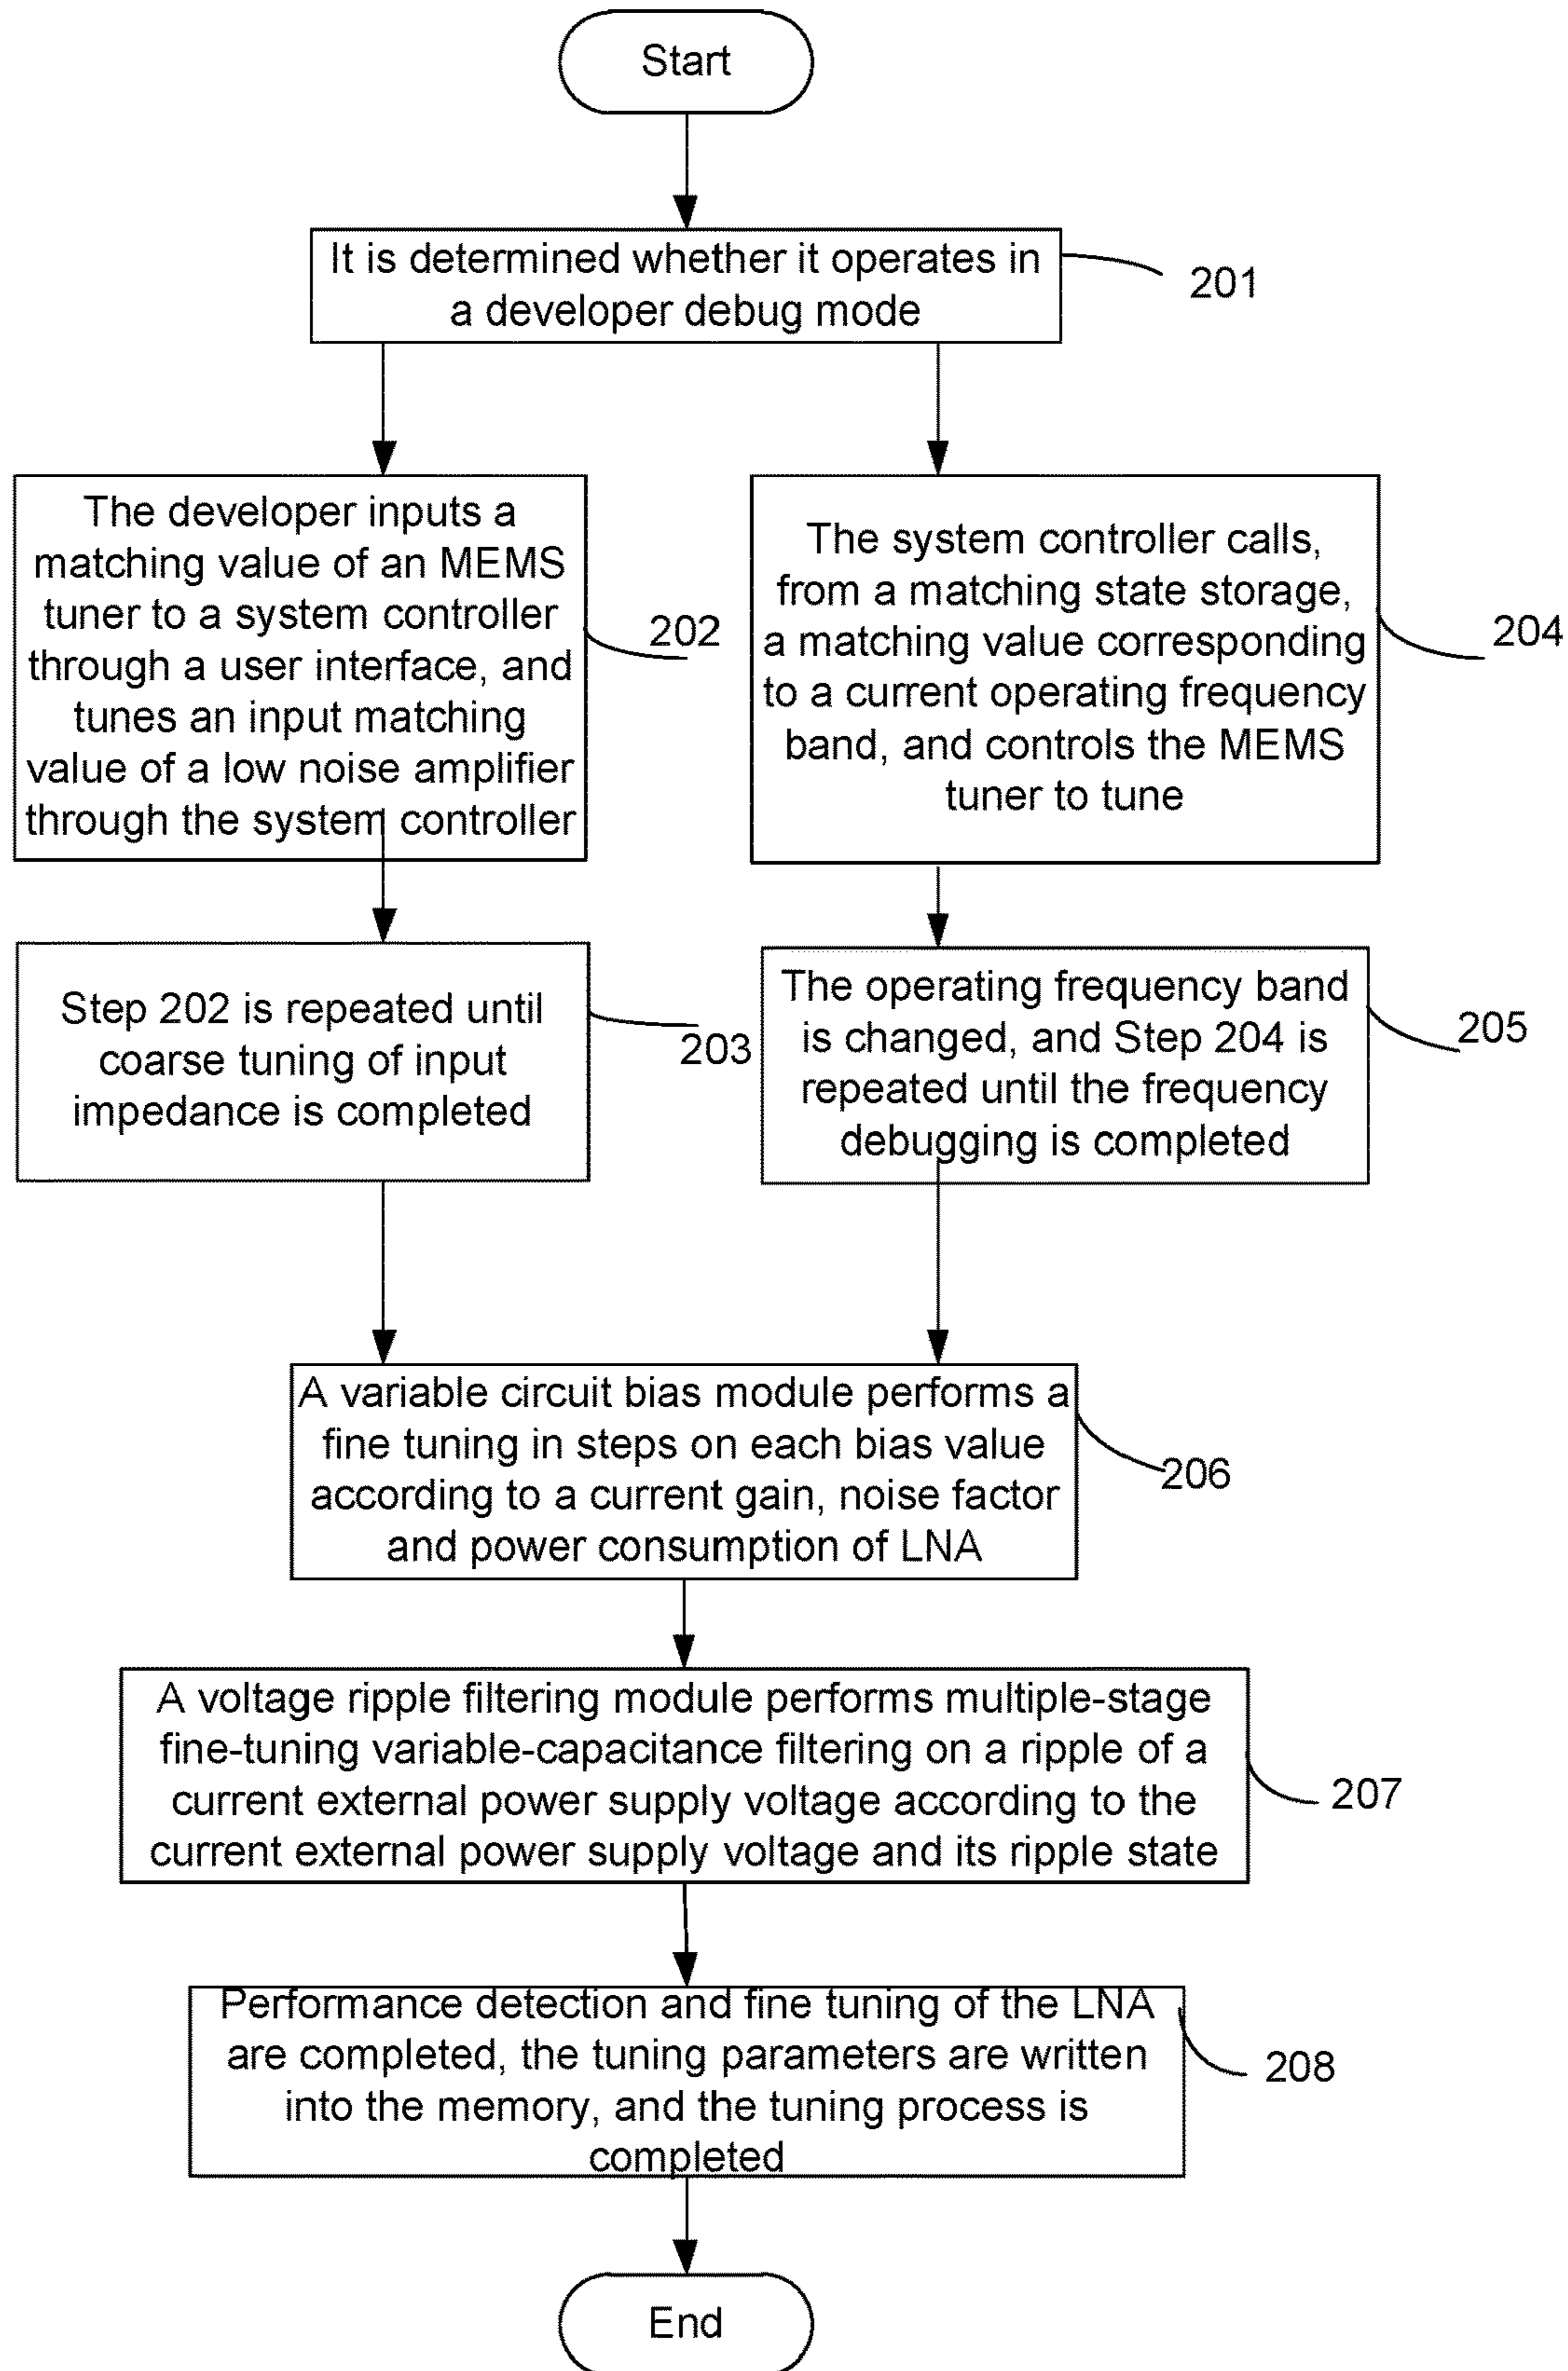 Start
It is determined whether it operates in
a developer debug mode
201
The developer inputs a
matching value of an MEMS
tuner to a system controller
through a user interface, and
tunes an input matching
value of a low noise amplifier
through the system controller
202
The system controller calls,
from a matching state storage,
a matching value corresponding
to a current operating frequency
band, and controls the MEMS
tuner to tune
204
Step 202 is repeated until
coarse tuning of input
impedance is completed
203
The operating frequency band
is changed, and Step 204 is
repeated until the frequency
debugging is completed
205
A variable circuit bias module performs a
fine tuning in steps on each bias value
according to a current gain, noise factor
and power consumption of LNA
206
A voltage ripple filtering module performs multiple-stage
fine-tuning variable-capacitance filtering on a ripple of a
current external power supply voltage according to the
current external power supply voltage and its ripple state
207
Performance detection and fine tuning of the LNA
are completed, the tuning parameters are written
into the memory, and the tuning process is
completed
208
End